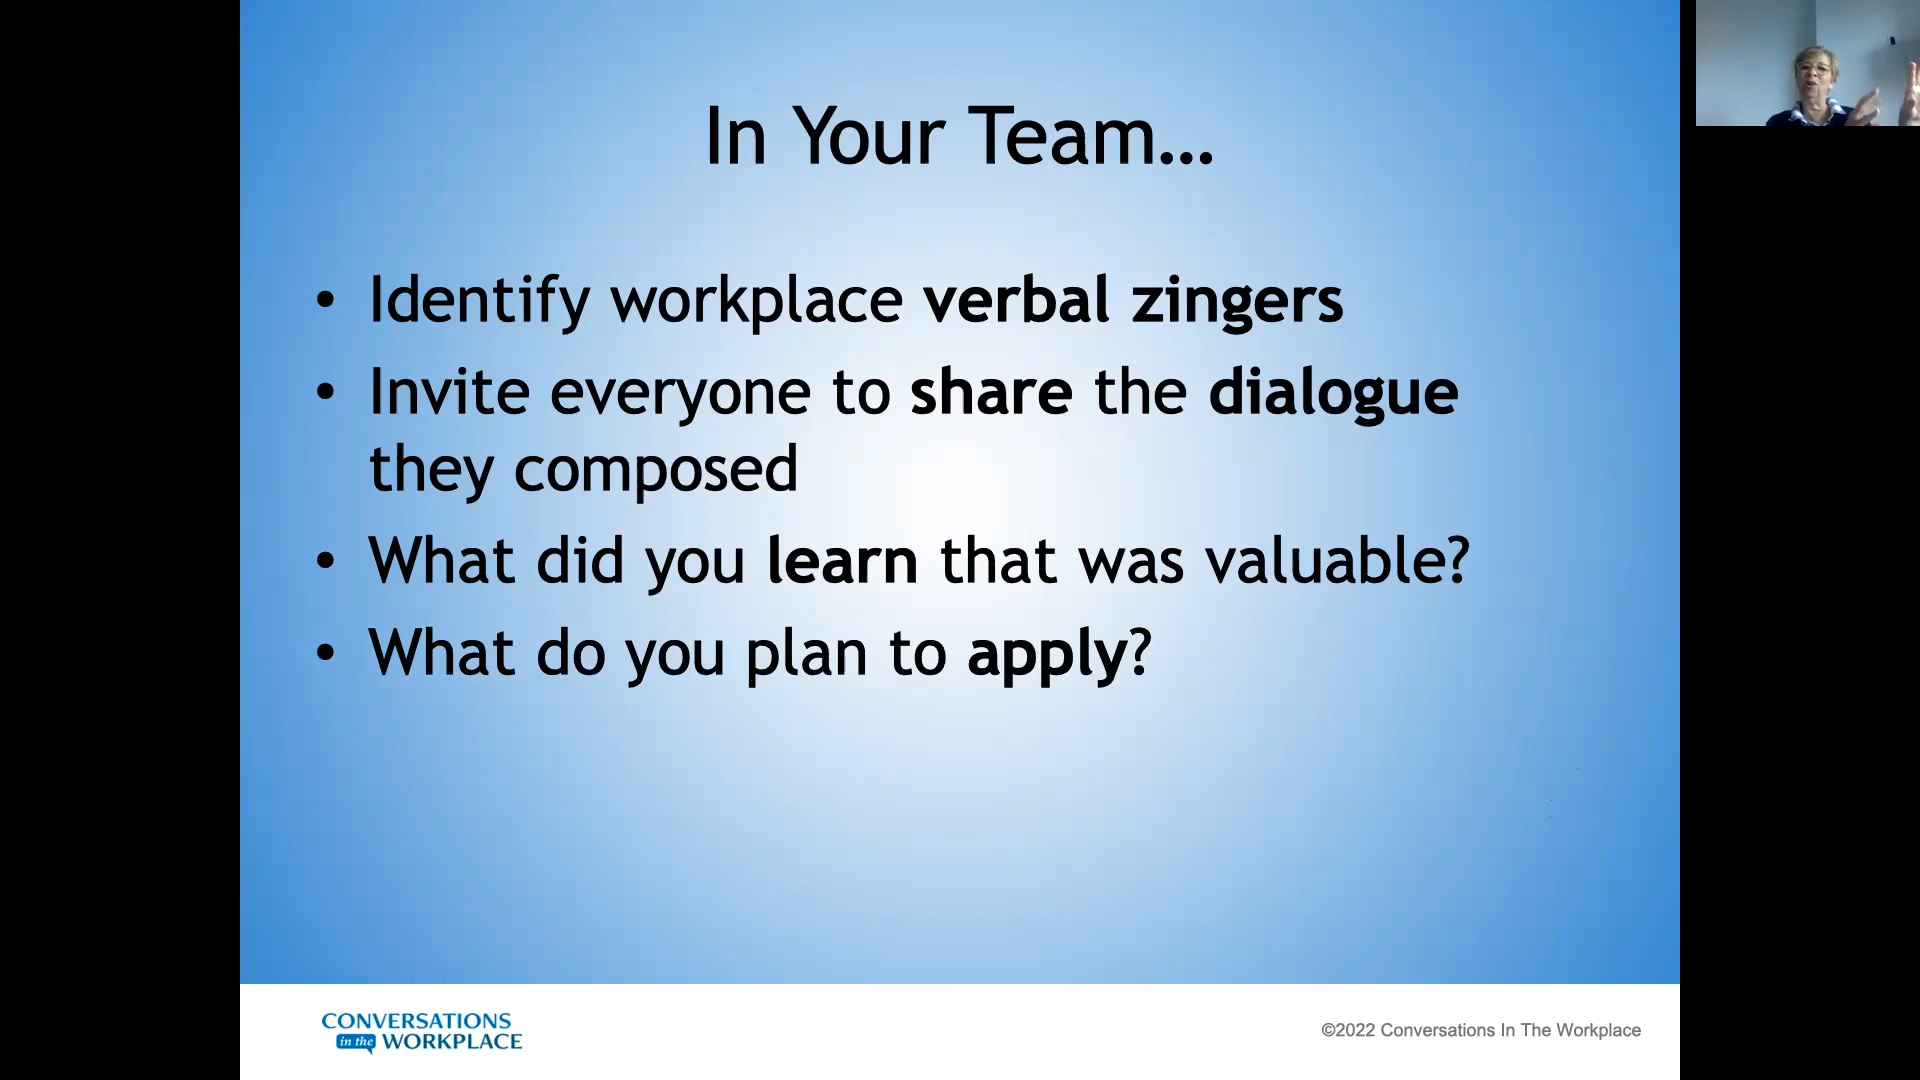 In Your Team...
• Identify workplace verbal zingers
• Invite everyone to share the dialogue
they composed
• What did you learn that was valuable?
• What do you plan to apply?
CONVERSATIONS
in the WORKPLACE
©2022 Conversations In The Workplace